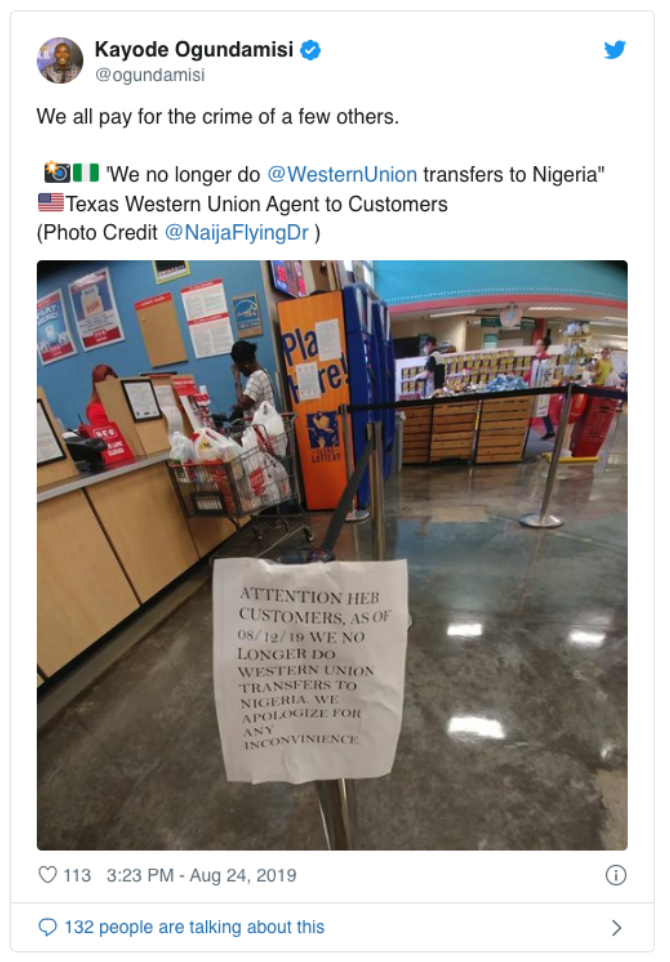 Kayode Ogundamisi
@ogundamisi
We all pay for the crime of a few others.
"We no longer do @WesternUnion transfers to Nigeria"
Texas Western Union Agent to Customers
(Photo Credit @NaijaFlyingDr )
Pla
re!
TEXAS
LOTTERY
ATTENTION HEB
CUSTOMERS, AS OF
08/12/19 WE NO
LONGER DO
WESTERN UNION
TRANSFERS TO
NIGERIA. WE
APOLOGIZE FOR
ANY
INCONVINIENCE
113 3:23 PM - Aug 24, 2019
132 people are talking about this